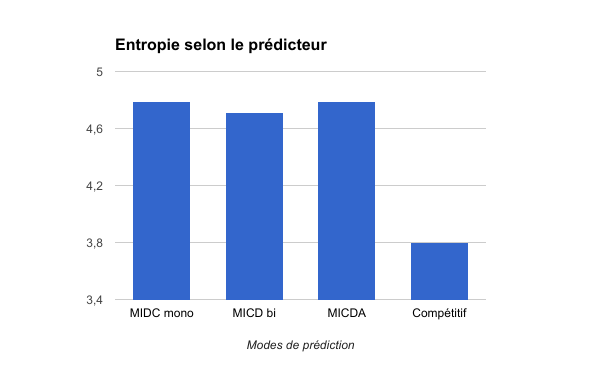 Entropie selon le prédicteur
5
4,6
4,2
3,8
3,4
MIDC mono MICD bi MICDA Compétitif
Modes de prédiction